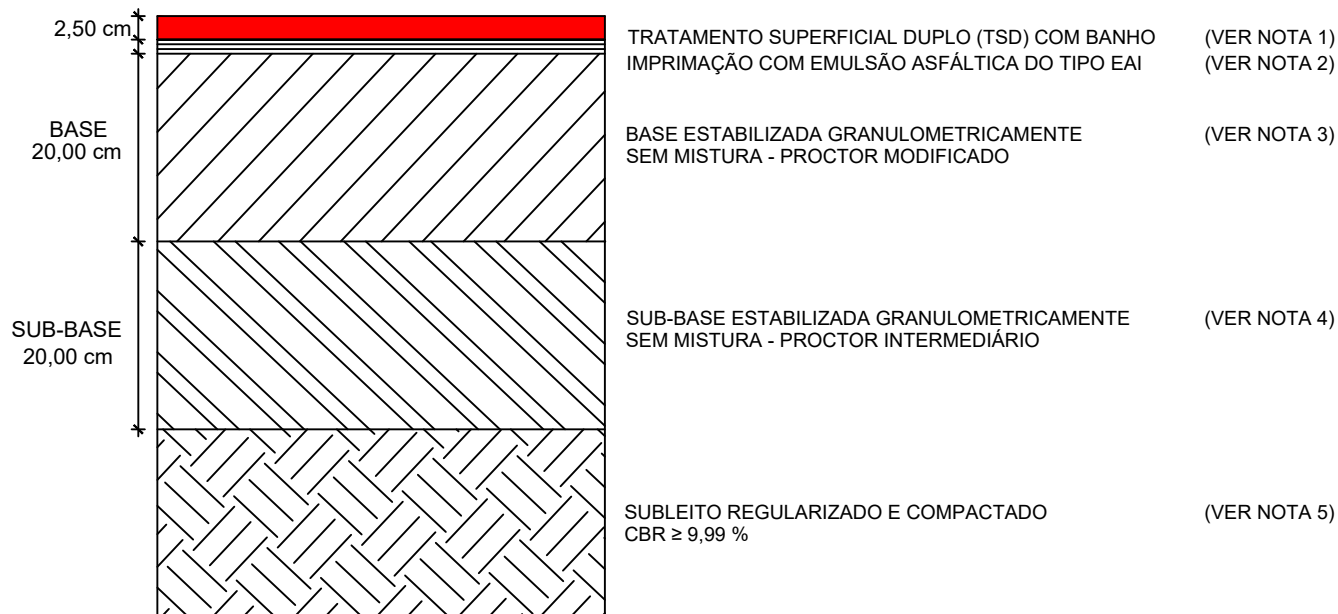 2,50 cm
TRATAMENTO SUPERFICIAL DUPLO (TSD) COM BANHO (VER NOTA 1)
IMPRIMAÇÃO COM EMULSÃO ASFÁLTICA DO TIPO EAI (VER NOTA 2)
BASE
20,00 cm
BASE ESTABILIZADA GRANULOMETRICAMENTE (VER NOTA 3)
SEM MISTURA - PROCTOR MODIFICADO
SUB-BASE
20,00 cm
SUB-BASE ESTABILIZADA GRANULOMETRICAMENTE (VER NOTA 4)
SEM MISTURA - PROCTOR INTERMEDIÁRIO
SUBLEITO REGULARIZADO E COMPACTADO (VER NOTA 5)
CBR ≥ 9,99 %